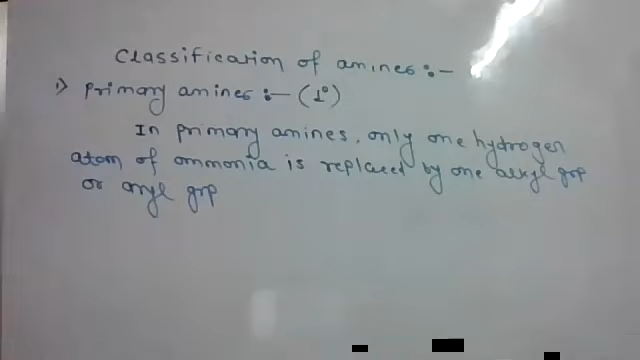 Classification of amines :-
1) Primary amines :- (1°)
In primary amines, only one hydrogen
atom of ammonia is replaced by one alkyl grp
or aryl grp